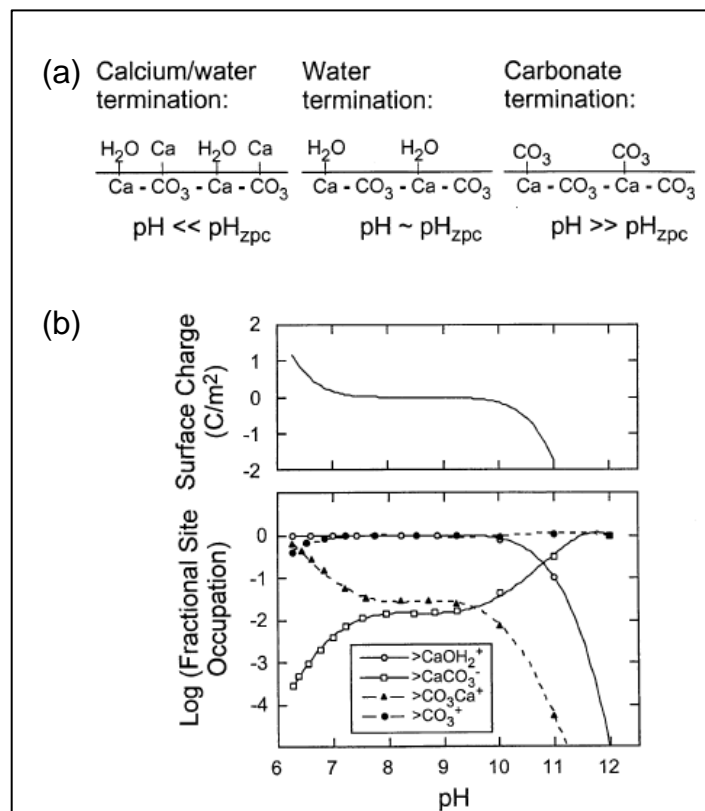 (a)
Calcium/water
termination:
H₂O Ca H₂O Ca
Ca - CO₃ - Ca - CO₃
pH << pH_zpc
Water
termination:
H₂O H₂O
Ca - CO₃ - Ca - CO₃
pH ~ pH_zpc
Carbonate
termination:
CO₃ CO₃
Ca - CO₃ - Ca - CO₃
pH >> pH_zpc
(b)
Surface Charge
(C/m²)
2
1
0
-1
-2
Log (Fractional Site
Occupation)
0
-1
-2
-3
-4
>CaOH₂⁺
>CaCO₃⁻
>CO₃Ca⁺
>CO₃⁺
6 7 8 9 10 11 12
pH